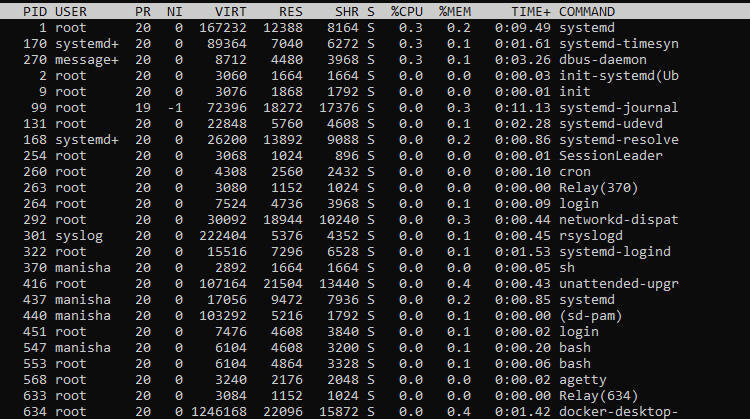 PID USER PR NI VIRT RES SHR S %CPU %MEM TIME+ COMMAND
1 root 20 0 167232 12388 8164 S 0.3 0.2 0:09.49 systemd
170 systemd+ 20 0 89364 7040 6272 S 0.3 0.1 0:01.61 systemd-timesyn
270 message+ 20 0 8712 4480 3968 S 0.3 0.1 0:03.26 dbus-daemon
2 root 20 0 3060 1664 1664 S 0.0 0.0 0:00.03 init-systemd(Ub
9 root 20 0 3076 1868 1792 S 0.0 0.0 0:00.01 init
99 root 19 -1 72396 18272 17376 S 0.0 0.3 0:11.13 systemd-journal
131 root 20 0 22848 5760 4608 S 0.0 0.1 0:02.28 systemd-udevd
168 systemd+ 20 0 26200 13892 9088 S 0.0 0.2 0:00.86 systemd-resolve
254 root 20 0 3068 1024 896 S 0.0 0.0 0:00.01 SessionLeader
260 root 20 0 4308 2560 2432 S 0.0 0.0 0:00.10 cron
263 root 20 0 3080 1152 1024 S 0.0 0.0 0:00.00 Relay(370)
264 root 20 0 7524 4736 3968 S 0.0 0.1 0:00.09 login
292 root 20 0 30092 18944 10240 S 0.0 0.3 0:00.44 networkd-dispat
301 syslog 20 0 222404 5376 4352 S 0.0 0.1 0:00.45 rsyslogd
322 root 20 0 15516 7296 6528 S 0.0 0.1 0:01.53 systemd-logind
370 manisha 20 0 2892 1664 1664 S 0.0 0.0 0:00.05 sh
416 root 20 0 107164 21504 13440 S 0.0 0.4 0:00.43 unattended-upgr
437 manisha 20 0 17056 9472 7936 S 0.0 0.2 0:00.85 systemd
440 manisha 20 0 103292 5216 1792 S 0.0 0.1 0:00.00 (sd-pam)
451 root 20 0 7476 4608 3840 S 0.0 0.1 0:00.02 login
547 manisha 20 0 6104 4608 3200 S 0.0 0.1 0:00.20 bash
553 root 20 0 6104 4864 3328 S 0.0 0.1 0:00.06 bash
568 root 20 0 3240 2176 2048 S 0.0 0.0 0:00.02 agetty
633 root 20 0 3084 1152 1024 S 0.0 0.0 0:00.00 Relay(634)
634 root 20 0 1246168 22096 15872 S 0.0 0.4 0:01.42 docker-desktop-